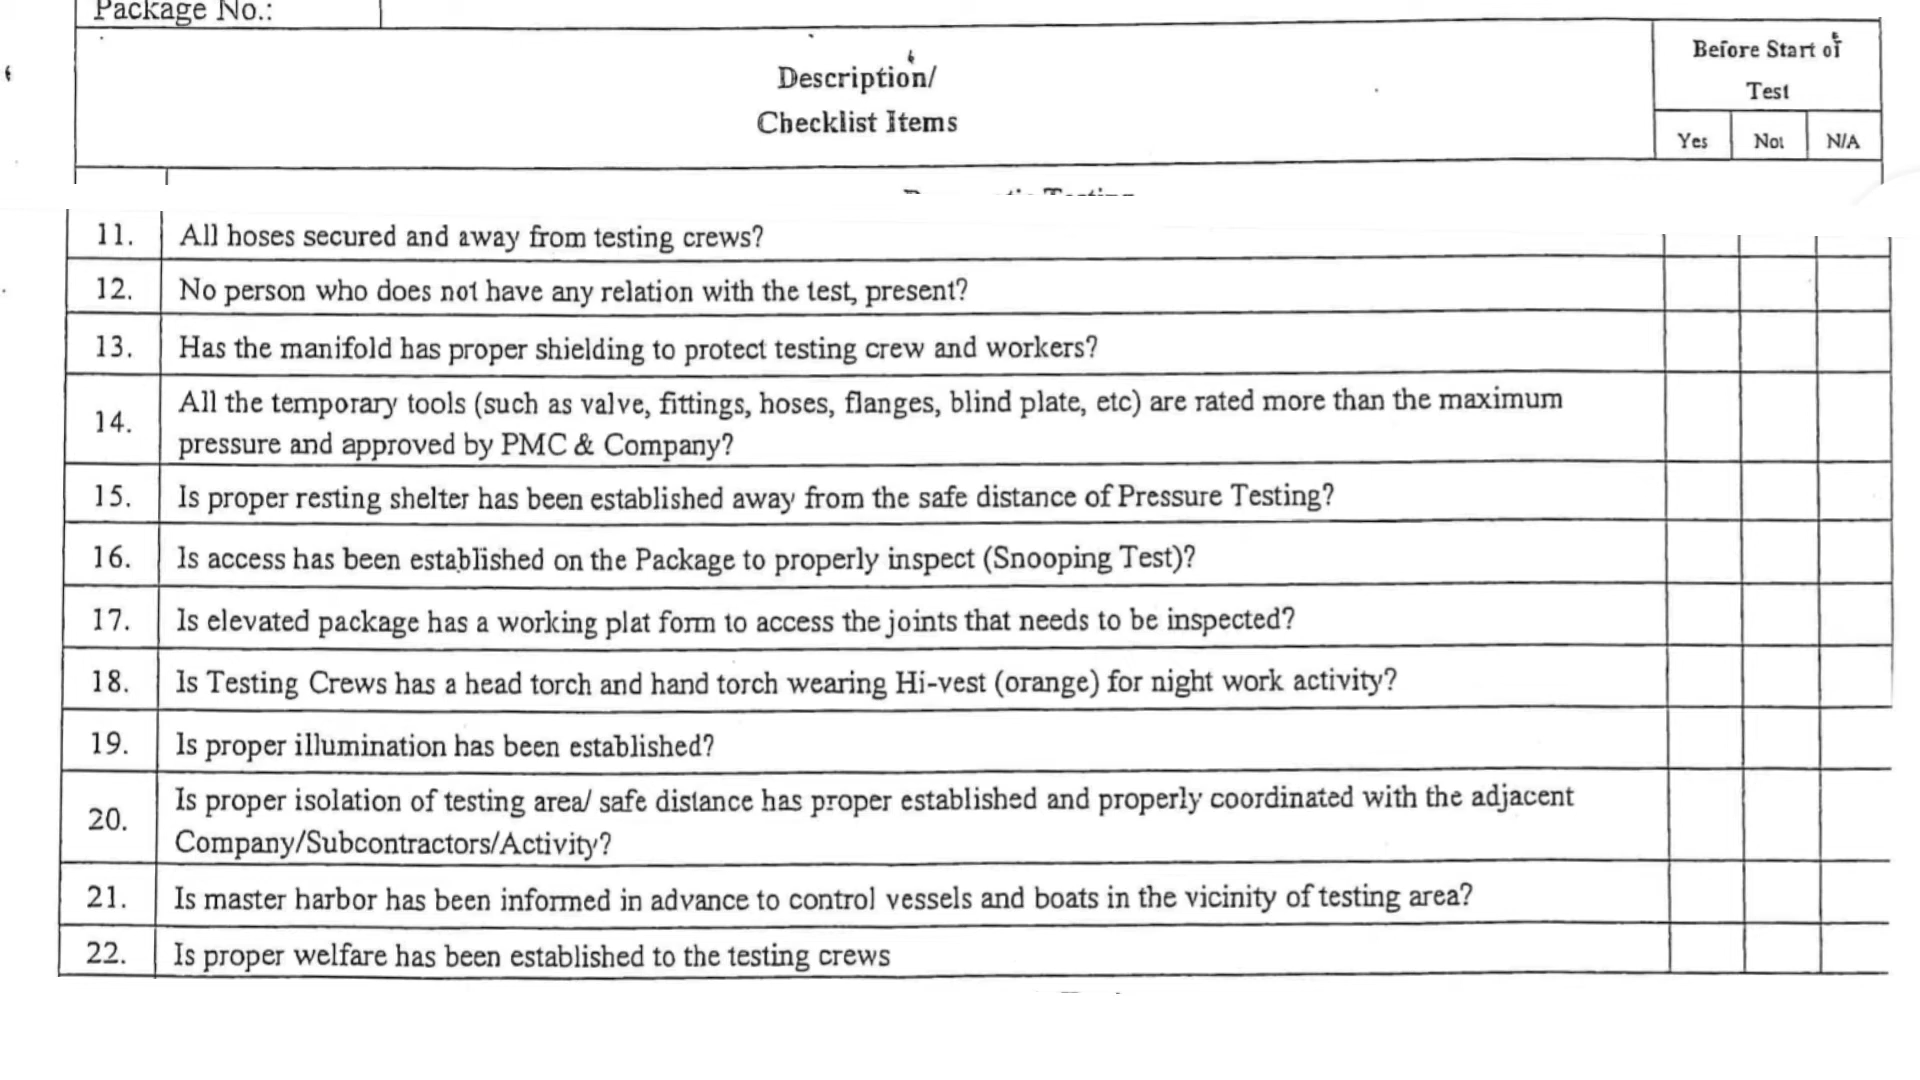 Package No.:
Description/
Checklist Items
Before Start of
Test
Yes
Not
N/A
11. All hoses secured and away from testing crews?
12. No person who does not have any relation with the test, present?
13. Has the manifold has proper shielding to protect testing crew and workers?
14. All the temporary tools (such as valve, fittings, hoses, flanges, blind plate, etc) are rated more than the maximum
pressure and approved by PMC & Company?
15. Is proper resting shelter has been established away from the safe distance of Pressure Testing?
16. Is access has been established on the Package to properly inspect (Snooping Test)?
17. Is elevated package has a working plat form to access the joints that needs to be inspected?
18. Is Testing Crews has a head torch and hand torch wearing Hi-vest (orange) for night work activity?
19. Is proper illumination has been established?
20. Is proper isolation of testing area/ safe distance has proper established and properly coordinated with the adjacent
Company/Subcontractors/Activity?
21. Is master harbor has been informed in advance to control vessels and boats in the vicinity of testing area?
22. Is proper welfare has been established to the testing crews